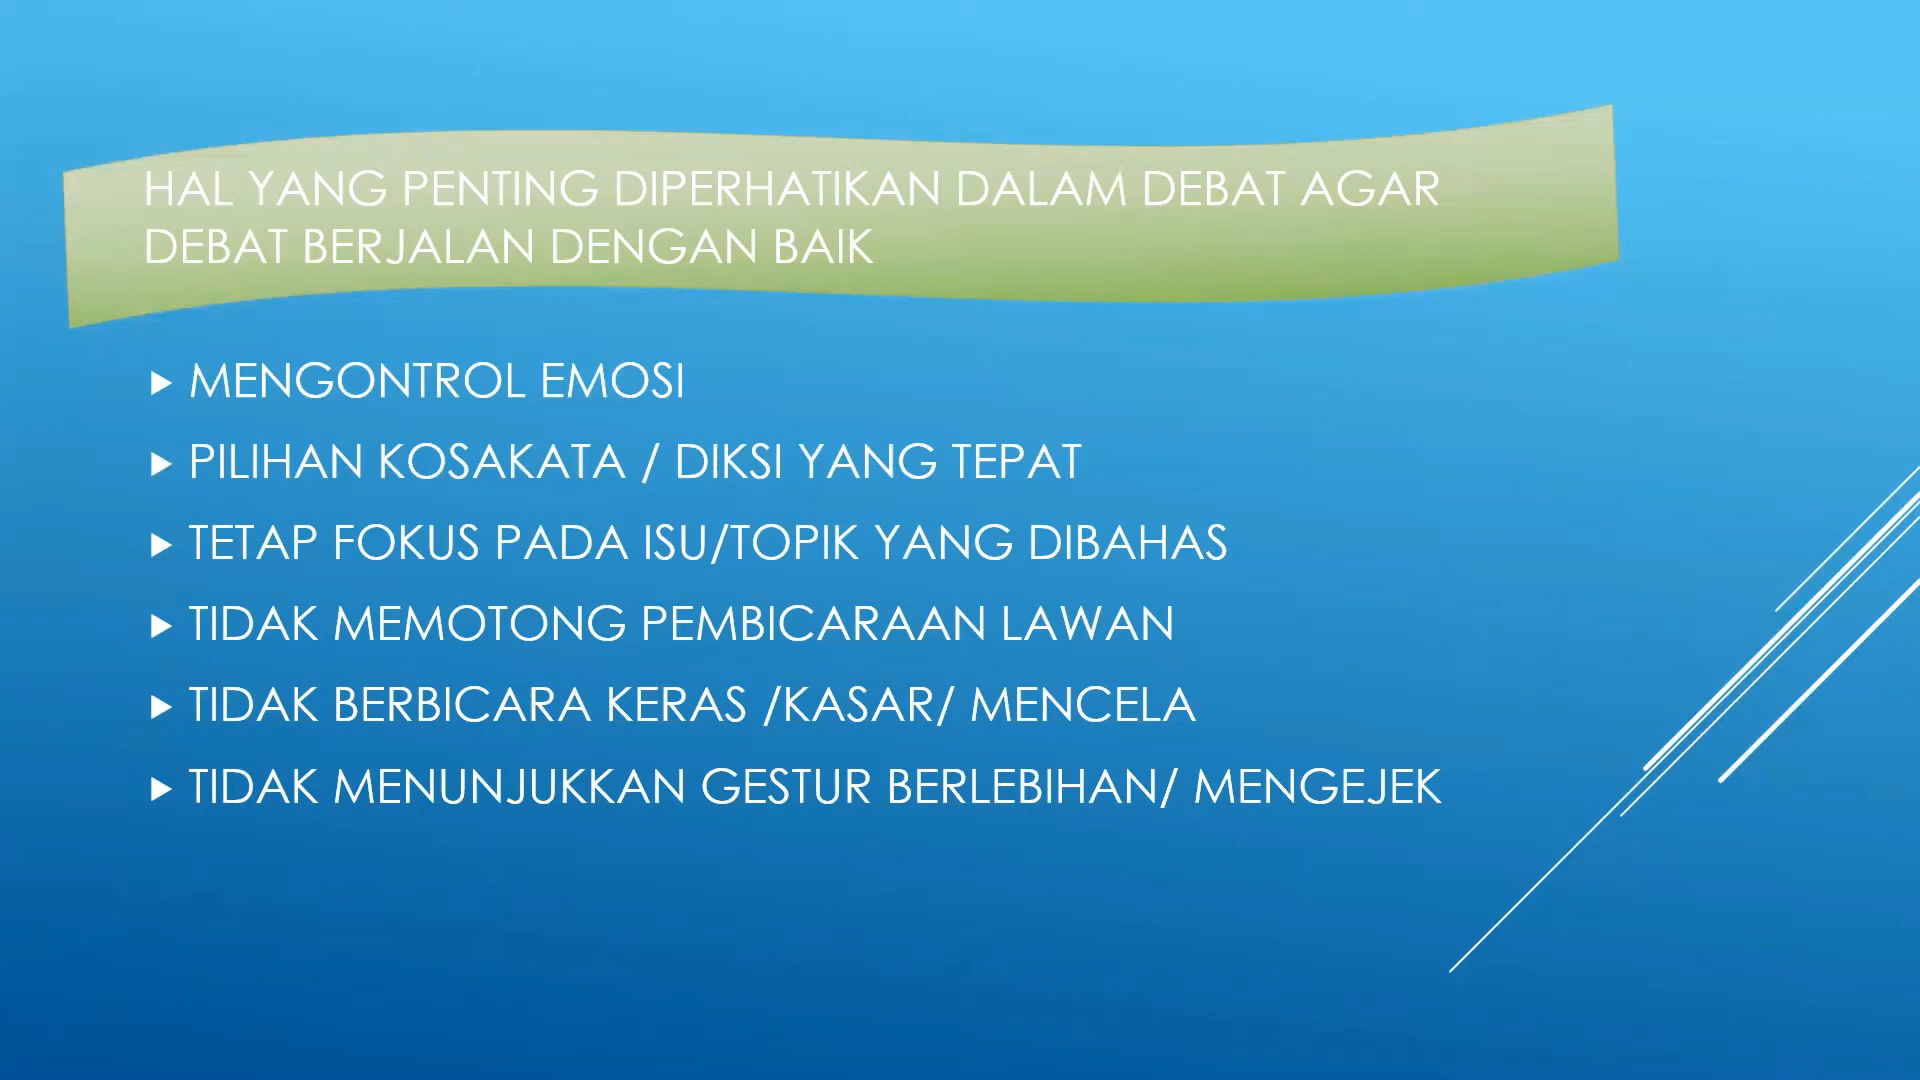 HAL YANG PENTING DIPERHATIKAN DALAM DEBAT AGAR
DEBAT BERJALAN DENGAN BAIK
MENGONTROL EMOSI
PILIHAN KOSAKATA / DIKSI YANG TEPAT
TETAP FOKUS PADA ISU/TOPIK YANG DIBAHAS
TIDAK MEMOTONG PEMBICARAAN LAWAN
TIDAK BERBICARA KERAS /KASAR/ MENCELA
TIDAK MENUNJUKKAN GESTUR BERLEBIHAN/ MENGEJEK